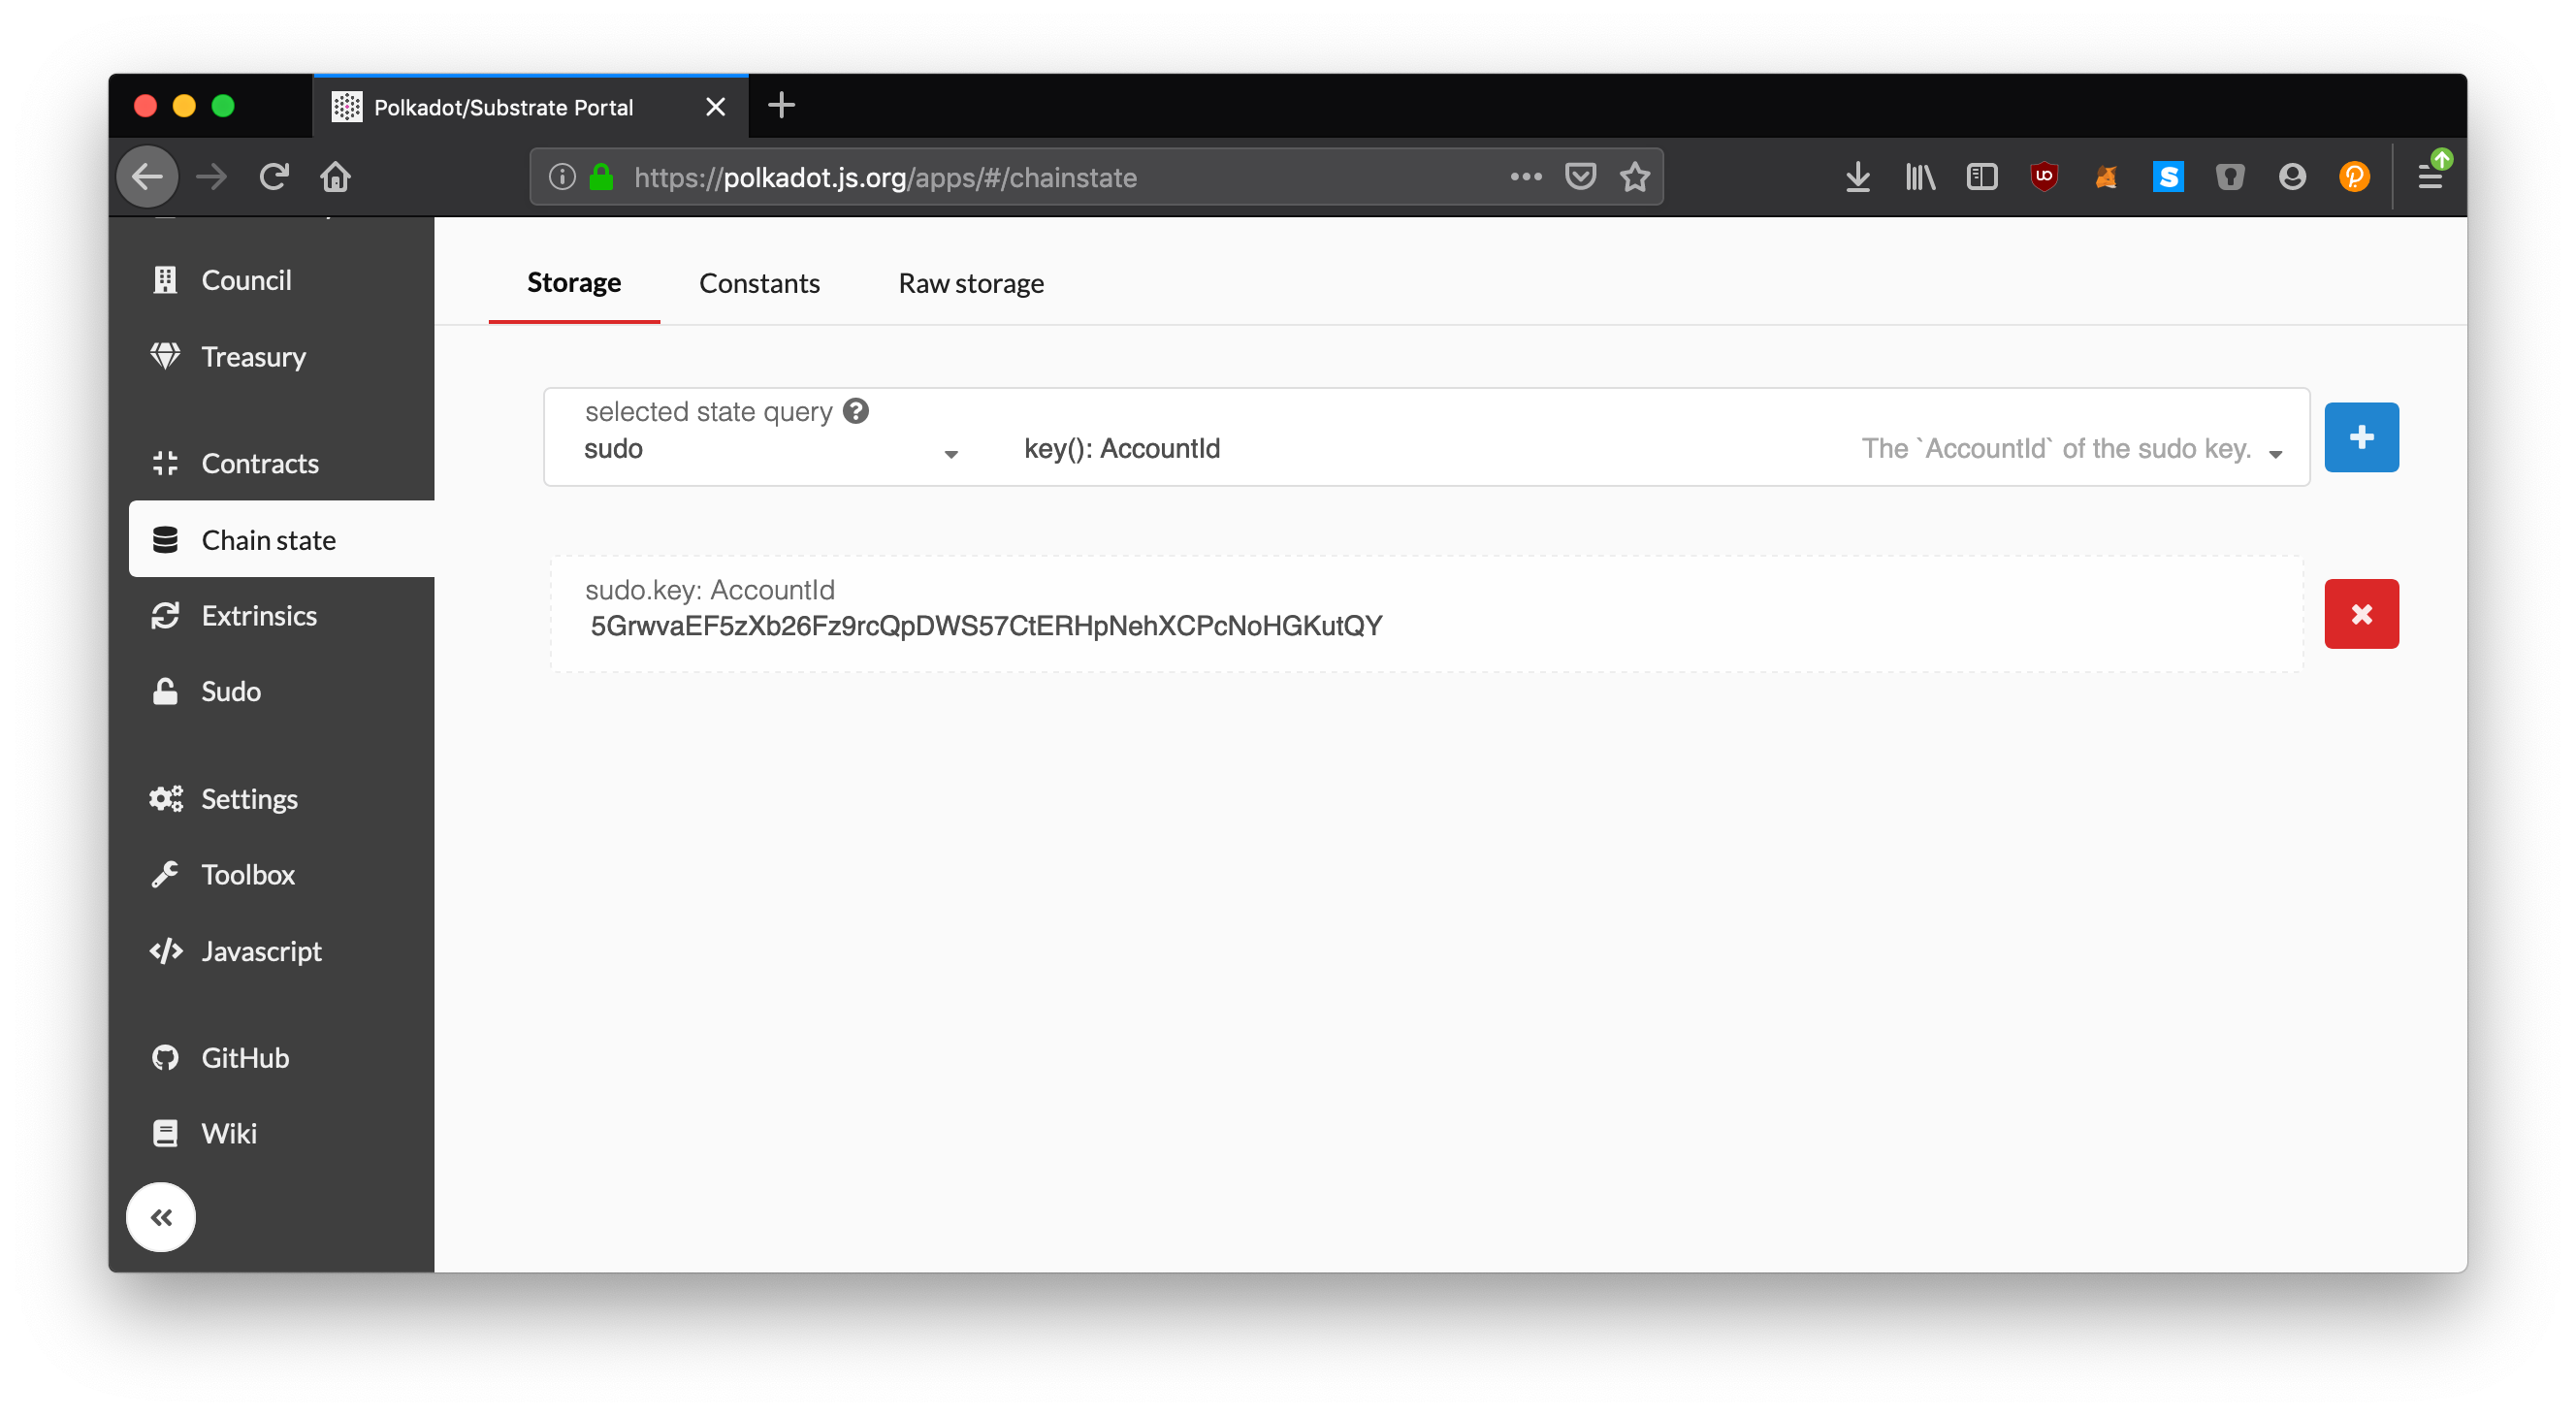 Polkadot/Substrate Portal
https://polkadot.js.org/apps/#/chainstate
Council
Treasury
Contracts
Chain state
Extrinsics
Sudo
Settings
Toolbox
Javascript
GitHub
Wiki
Storage Constants Raw storage
selected state query
sudo key(): AccountId The `AccountId` of the sudo key.
sudo.key: AccountId
5GrwvaEF5zXb26Fz9rcQpDWS57CtERHpNehXCPcNoHGKutQY